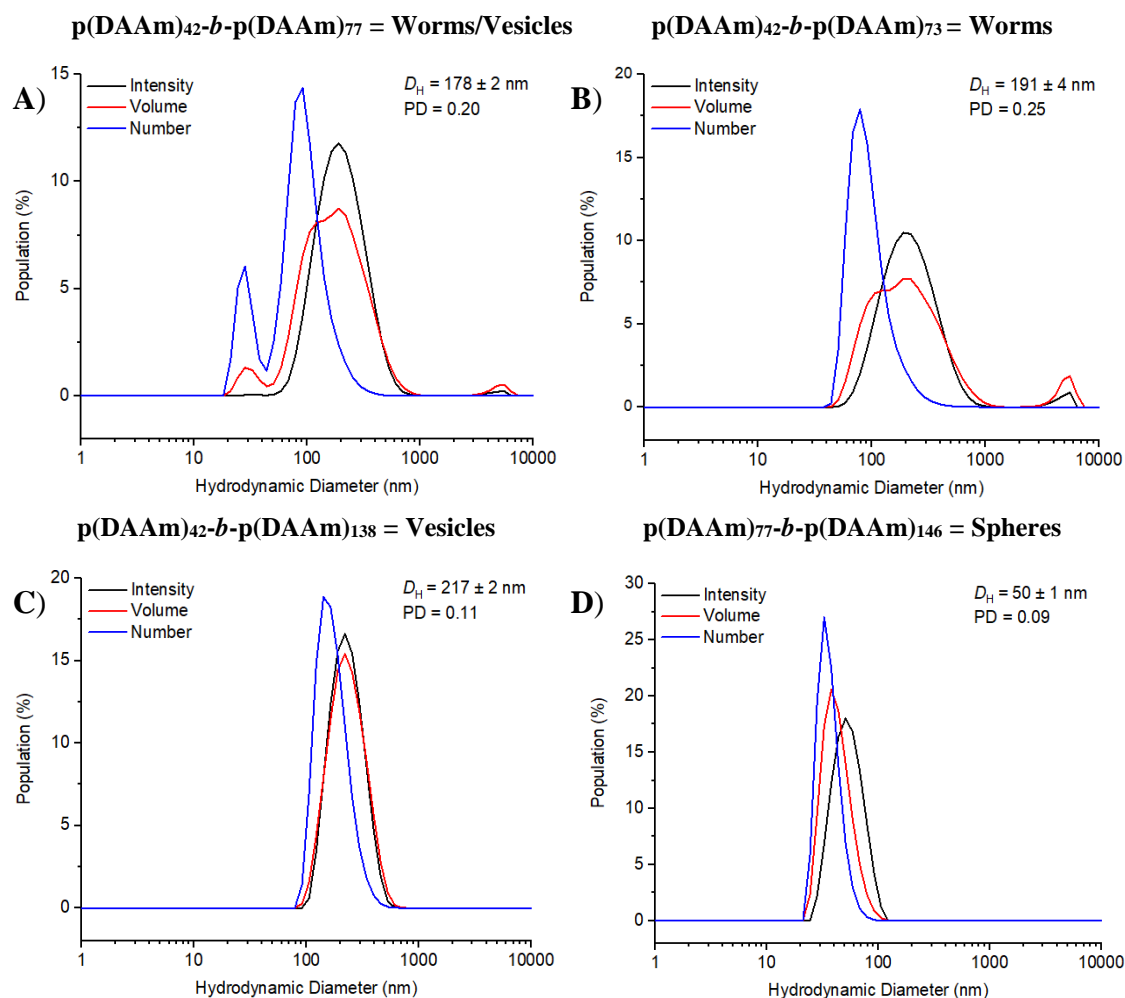 p(DAAm)42-b-p(DAAm)77 = Worms/Vesicles
A)
15
10
5
0
Population (%)
Intensity
Volume
Number
DH = 178 ± 2 nm
PD = 0.20
1
10
100
1000
10000
Hydrodynamic Diameter (nm)
p(DAAm)42-b-p(DAAm)73 = Worms
B)
20
15
10
5
0
Population (%)
Intensity
Volume
Number
DH = 191 ± 4 nm
PD = 0.25
1
10
100
1000
10000
Hydrodynamic Diameter (nm)
p(DAAm)42-b-p(DAAm)138 = Vesicles
C)
20
15
10
5
0
Population (%)
Intensity
Volume
Number
DH = 217 ± 2 nm
PD = 0.11
1
10
100
1000
10000
Hydrodynamic Diameter (nm)
p(DAAm)77-b-p(DAAm)146 = Spheres
D)
30
25
20
15
10
5
0
Population (%)
Intensity
Volume
Number
DH = 50 ± 1 nm
PD = 0.09
1
10
100
1000
10000
Hydrodynamic Diameter (nm)